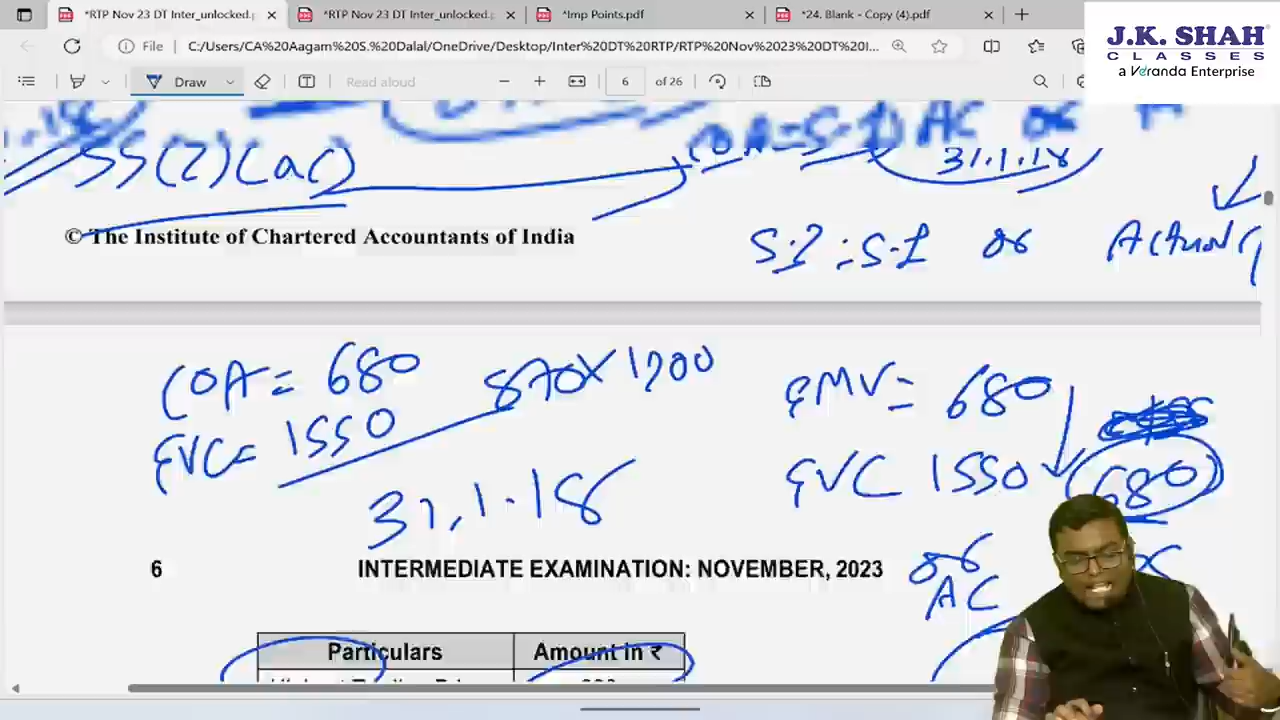 *RTP Nov 23 DT Inter_unlocked.p
*RTP Nov 23 DT Inter_unlocked.p
*Imp Points.pdf
*24. Blank - Copy (4).pdf
J.K. SHAH
CLASSES
a Veranda Enterprise
File
C:/Users/CA%20Aagam%20S.%20Dalal/OneDrive/Desktop/Inter%20DT%20RTP/RTP%20Nov%202023%20DT%20I...
Draw
Read aloud
6
of 26
55(2)(ac)
31.1.18
© The Institute of Chartered Accountants of India
or
COA = 680
870 x 1200
FMV = 680
FVC = 1550
FVC 1550
680
31.1.18
or
AC
6
INTERMEDIATE EXAMINATION: NOVEMBER, 2023
Particulars
Amount in ₹